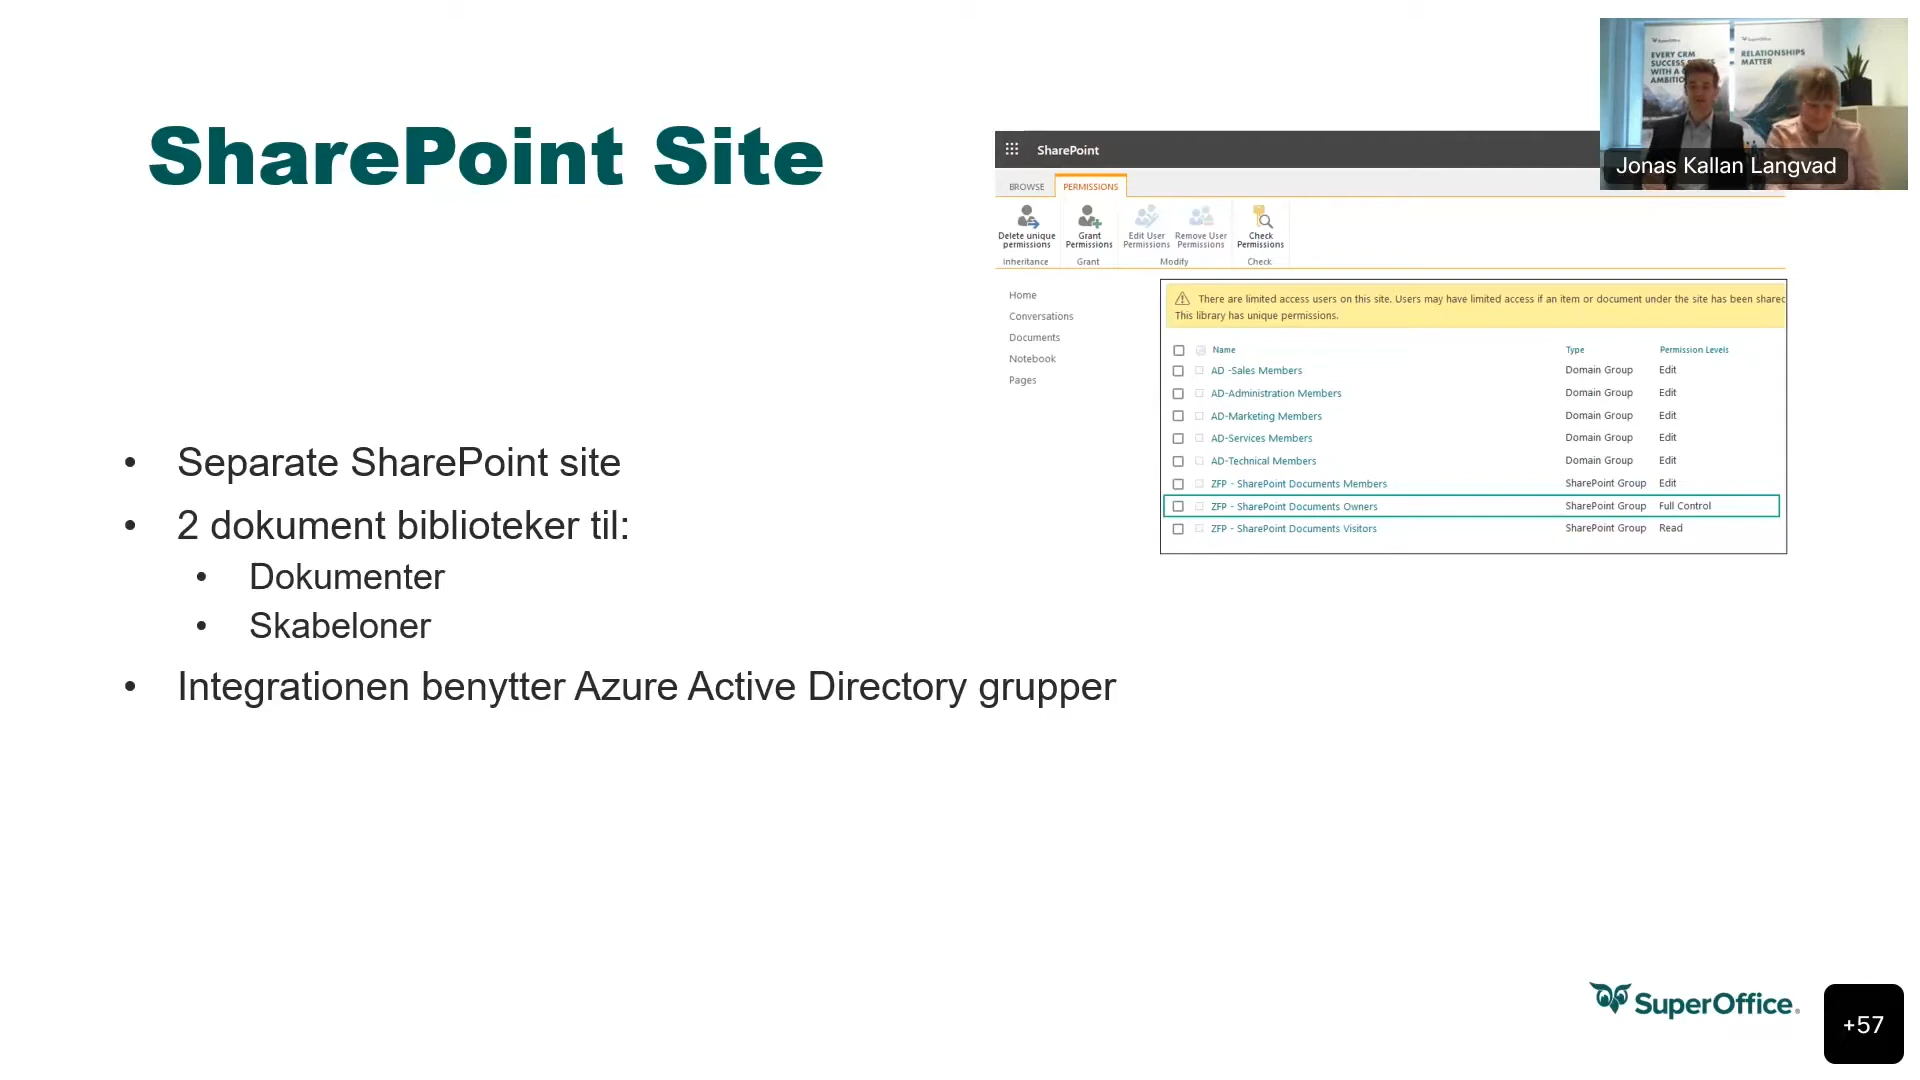 SharePoint Site
• Separate SharePoint site
• 2 dokument biblioteker til:
• Dokumenter
• Skabeloner
• Integrationen benytter Azure Active Directory grupper
SharePoint
BROWSE PERMISSIONS
Delete unique permissions
Grant Permissions
Edit User Permissions
Remove User Permissions
Check Permissions
Inheritance Grant Modify Check
Home
Conversations
Documents
Notebook
Pages
There are limited access users on this site. Users may have limited access if an item or document under the site has been shared
This library has unique permissions.
Name Type Permission Levels
AD -Sales Members Domain Group Edit
AD-Administration Members Domain Group Edit
AD-Marketing Members Domain Group Edit
AD-Services Members Domain Group Edit
AD-Technical Members Domain Group Edit
ZFP - SharePoint Documents Members SharePoint Group Edit
ZFP - SharePoint Documents Owners SharePoint Group Full Control
ZFP - SharePoint Documents Visitors SharePoint Group Read
EVERY CRM
SUCCESS
WITH A
RELATIONSHIPS
MATTER
Jonas Kallan Langvad
SuperOffice
+57